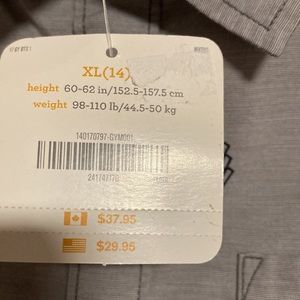 XL(14)
height 60-62 in/152.5-157.5 cm
weight 98-110 lb/44.5-50 kg
140170797-GYM001
$37.95
$29.95